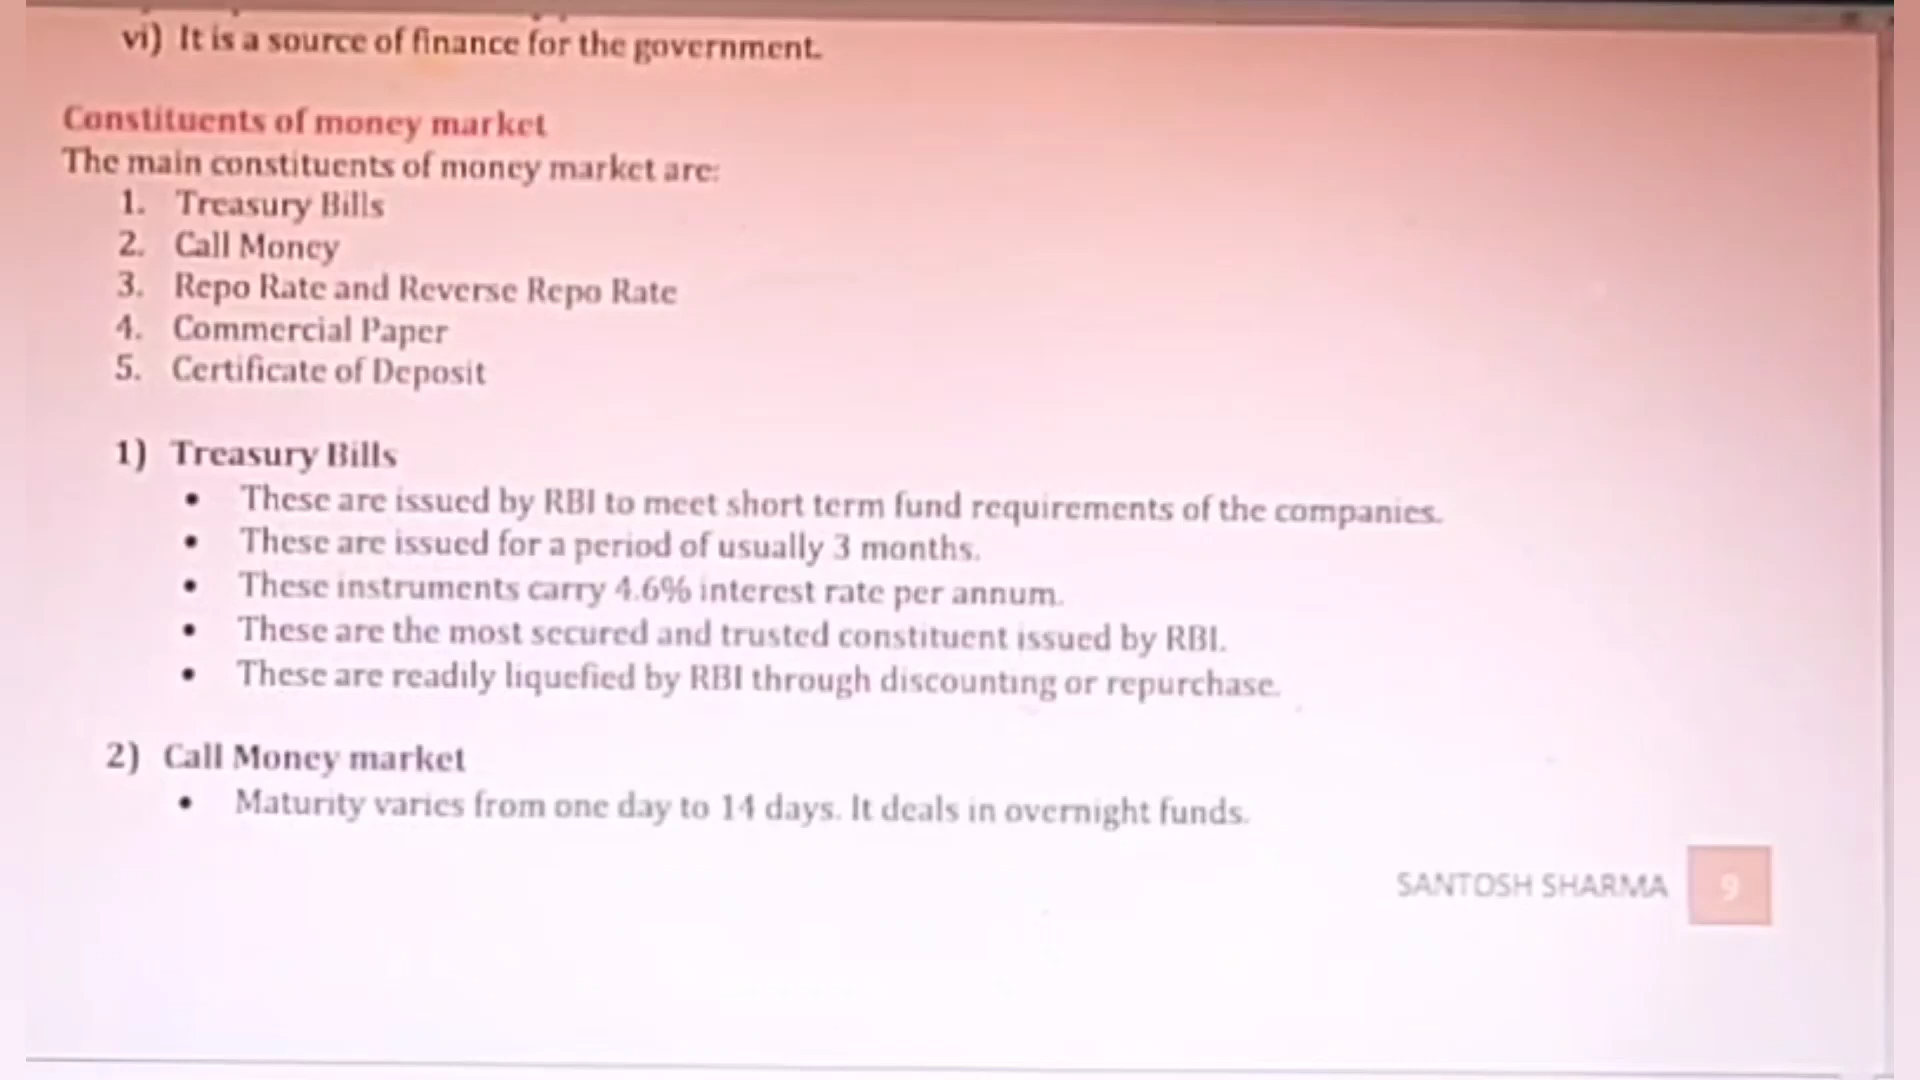 vi) It is a source of finance for the government.
Constituents of money market
The main constituents of money market are:
1. Treasury Bills
2. Call Money
3. Repo Rate and Reverse Repo Rate
4. Commercial Paper
5. Certificate of Deposit
1) Treasury Bills
• These are issued by RBI to meet short term fund requirements of the companies.
• These are issued for a period of usually 3 months.
• These instruments carry 4.6% interest rate per annum.
• These are the most secured and trusted constituent issued by RBI.
• These are readily liquefied by RBI through discounting or repurchase.
2) Call Money market
• Maturity varies from one day to 14 days. It deals in overnight funds.
SANTOSH SHARMA 9